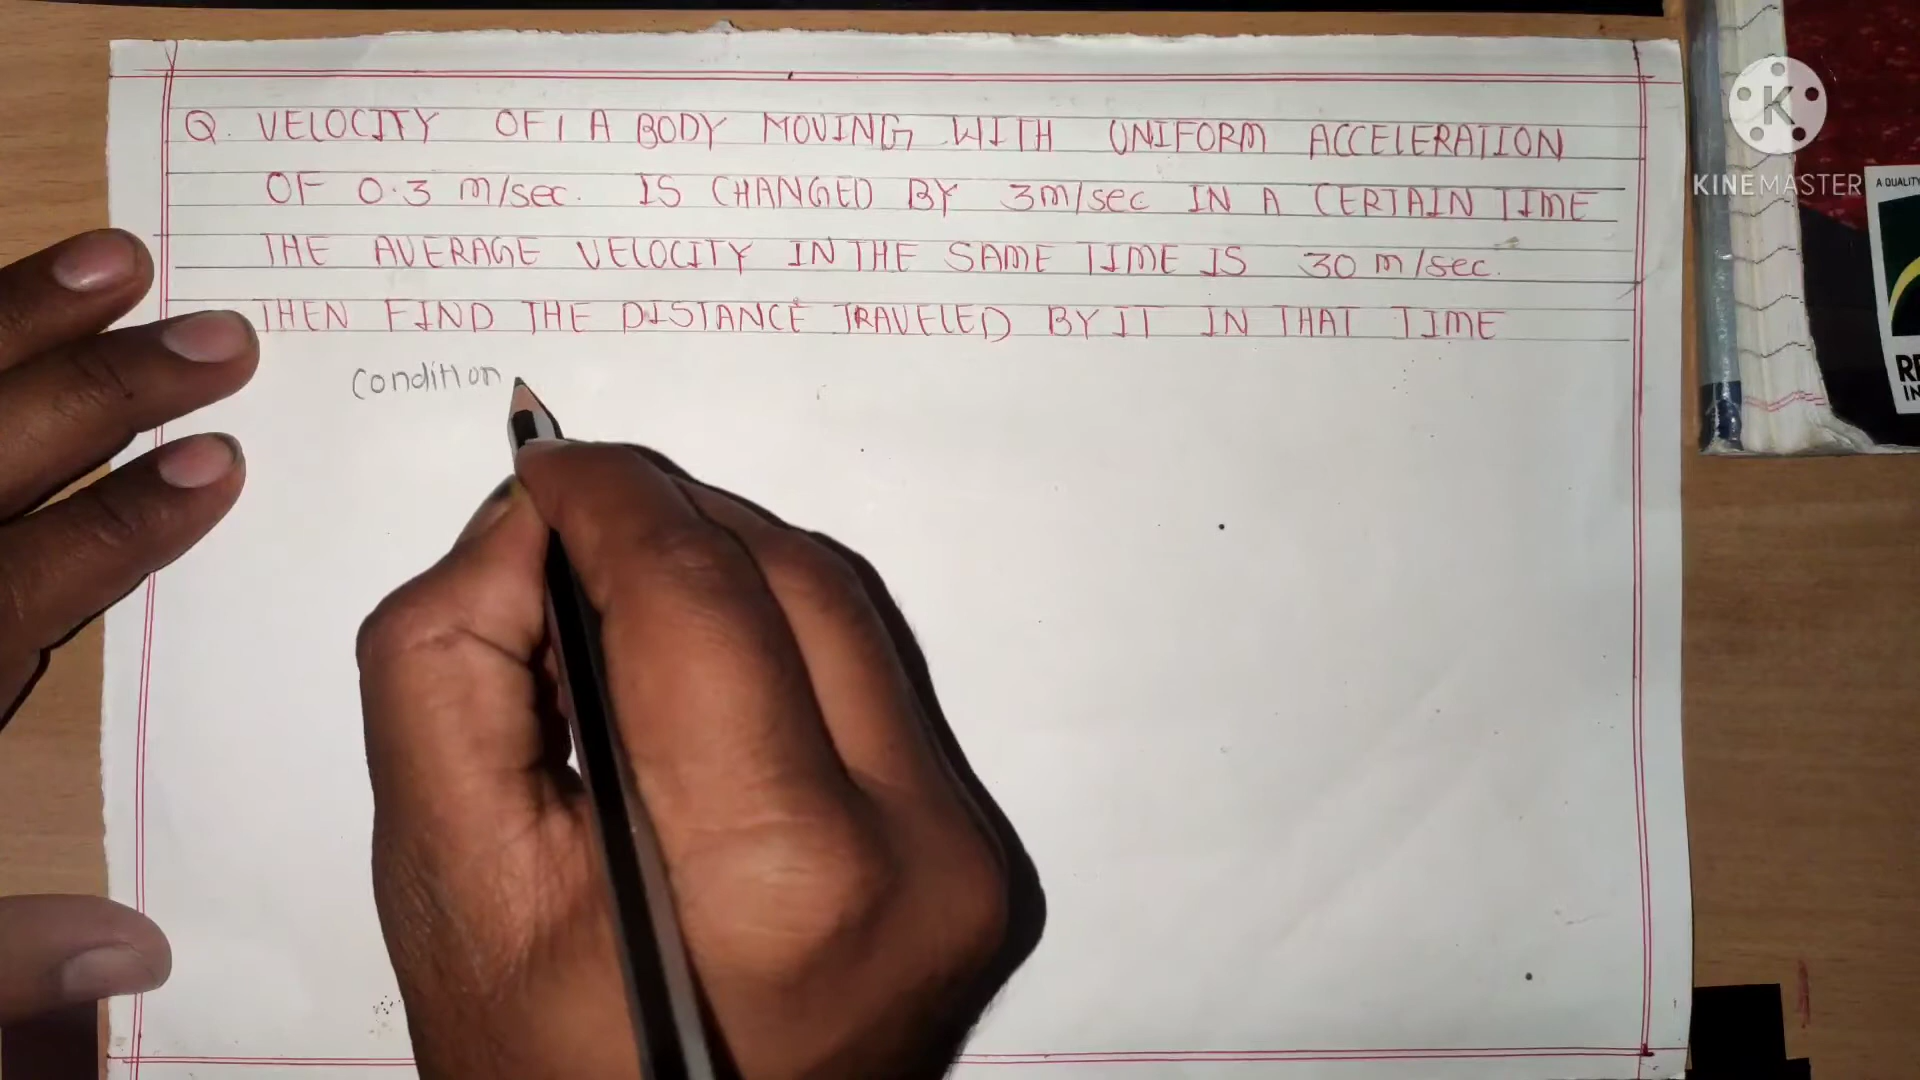 Q. VELOCITY OF A BODY MOVING WITH UNIFORM ACCELERATION
OF 0.3 m/sec. IS CHANGED BY 3m/sec IN A CERTAIN TIME
THE AVERAGE VELOCITY IN THE SAME TIME IS 30 m/sec.
THEN FIND THE DISTANCE TRAVELED BY IT IN THAT TIME
condition
KINEMASTER
A QUALITY